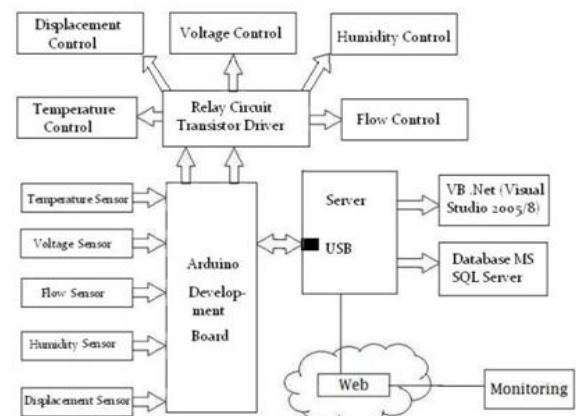 Displacement
Control
Voltage Control
Humidity Control
Temperature
Control
Relay Circuit
Transistor Driver
Flow Control
Temperature Sensor
Voltage Sensor
Flow Sensor
Humidity Sensor
Displacement Sensor
Arduino
Develop-
ment
Board
Server
USB
VB .Net (Visual
Studio 2005/8)
Database MS
SQL Server
Web
Monitoring